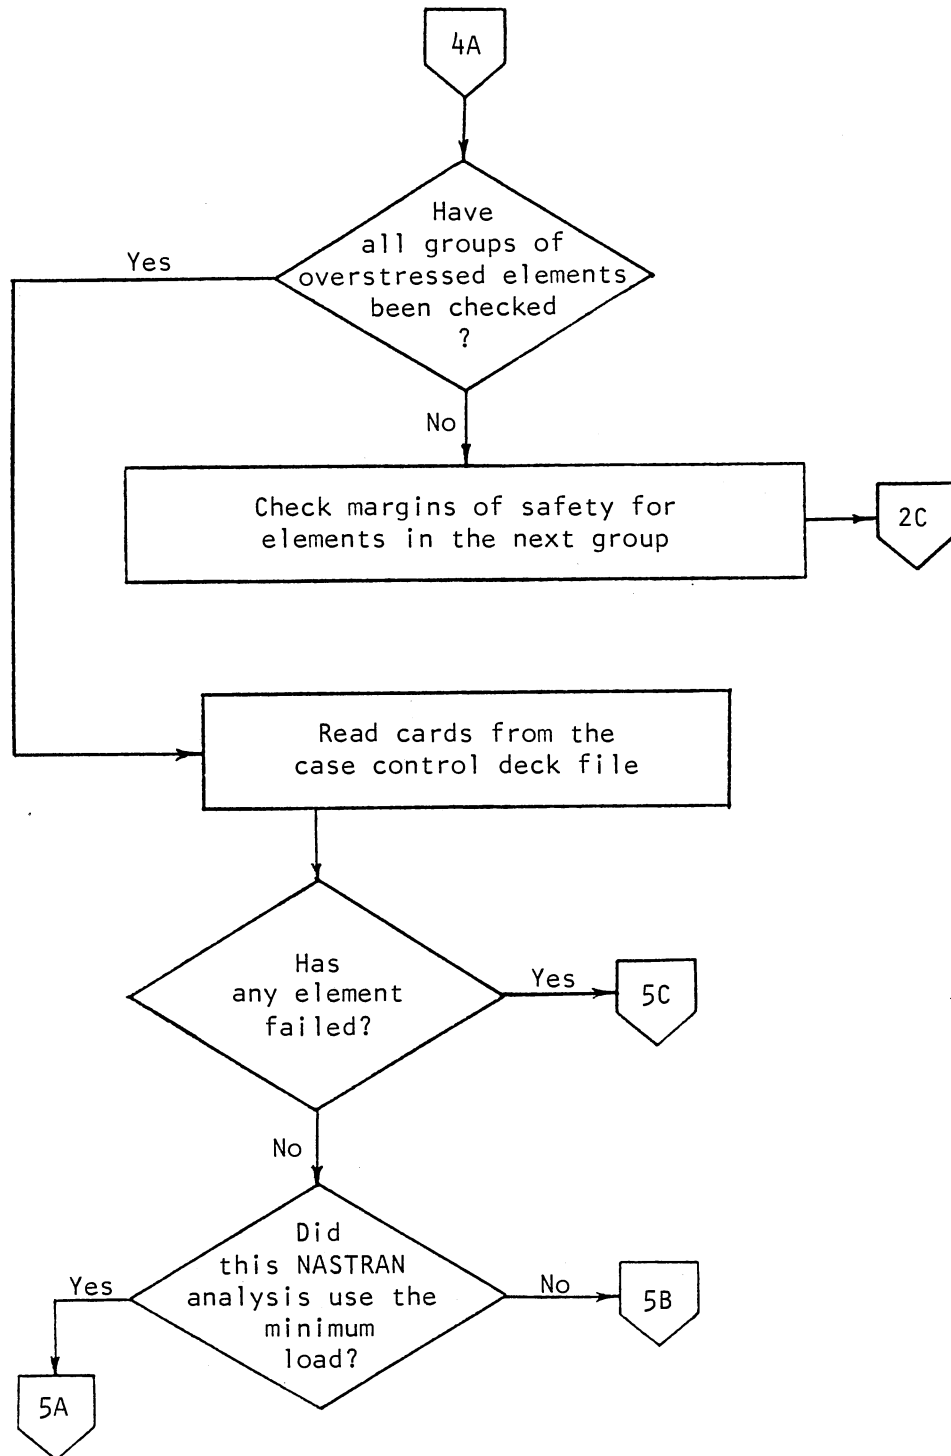 4A
Have
all groups of
overstressed elements
been checked
?
Yes
No
Check margins of safety for
elements in the next group
2C
Read cards from the
case control deck file
Has
any element
failed?
Yes
5C
No
Did
this NASTRAN
analysis use the
minimum
load?
Yes
No
5B
5A